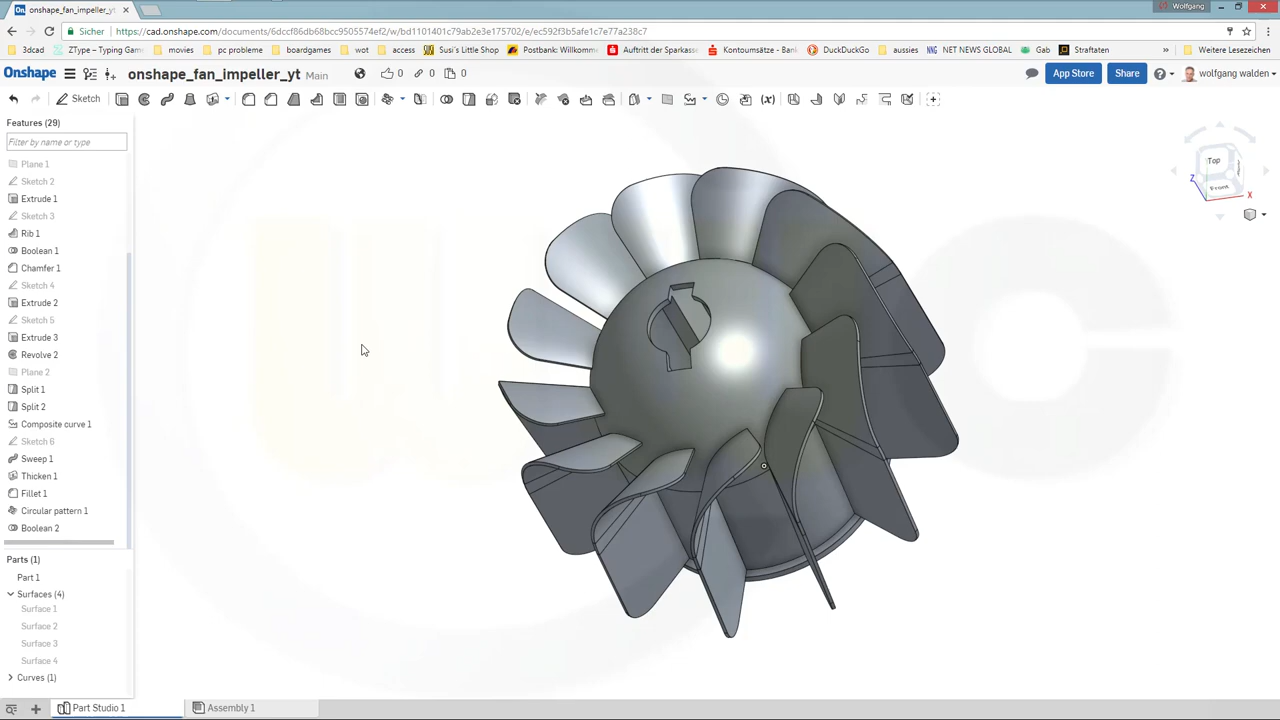 onshape_fan_impeller_yt
Wolfgang
Sicher
https://cad.onshape.com/documents/6dccf86db68bcc9505574ef2/w/bd1101401c79ab2e3e175702/e/ec592f3b5afe1c7e77a238c7
3dcad
ZType – Typing Game
movies
pc probleme
boardgames
wot
access
Susi's Little Shop
Postbank: Willkomme
Auftritt der Sparkasse
Kontoumsätze - Bank
DuckDuckGo
aussies
NET NEWS GLOBAL
Gab
Straftaten
»
Weitere Lesezeichen
Onshape
onshape_fan_impeller_yt Main
0
0
0
App Store
Share
wolfgang walden
Sketch
(x)
Features (29)
Filter by name or type
Plane 1
Sketch 2
Extrude 1
Sketch 3
Rib 1
Boolean 1
Chamfer 1
Sketch 4
Extrude 2
Sketch 5
Extrude 3
Revolve 2
Plane 2
Split 1
Split 2
Composite curve 1
Sketch 6
Sweep 1
Thicken 1
Fillet 1
Circular pattern 1
Boolean 2
Parts (1)
Part 1
Surfaces (4)
Surface 1
Surface 2
Surface 3
Surface 4
Curves (1)
Top
Front
Z
X
Part Studio 1
Assembly 1